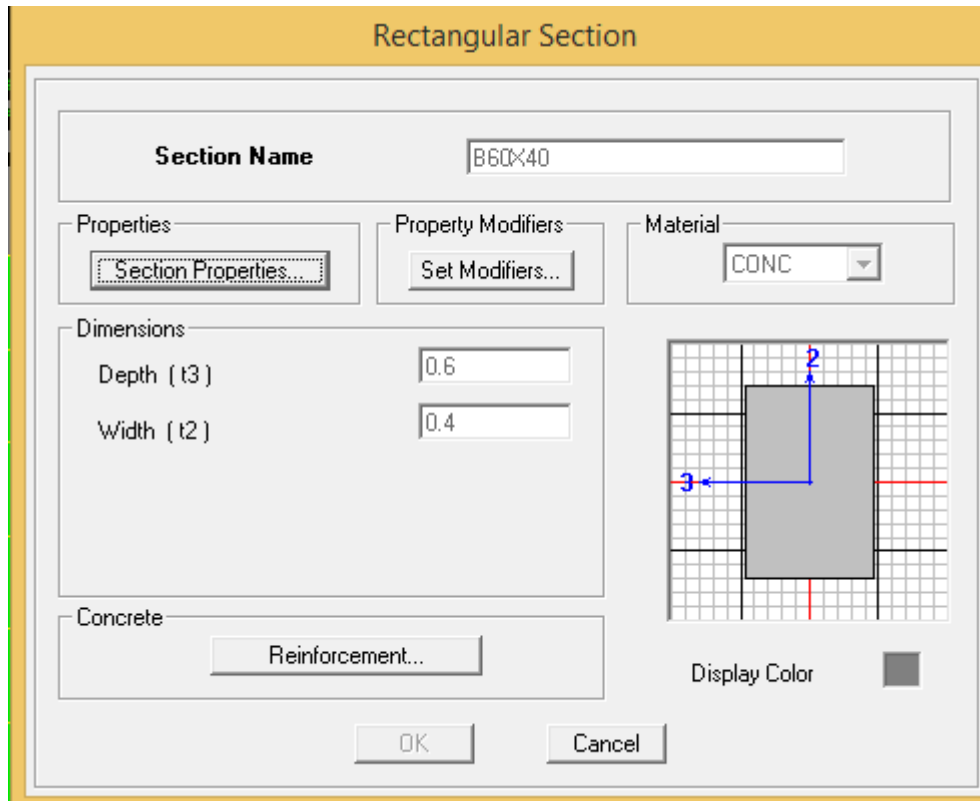 Rectangular Section
Section Name B60X40
Properties Property Modifiers Material
Section Properties... Set Modifiers... CONC
Dimensions
Depth ( t3 ) 0.6
Width ( t2 ) 0.4
2
3
Concrete
Reinforcement...
Display Color
OK Cancel